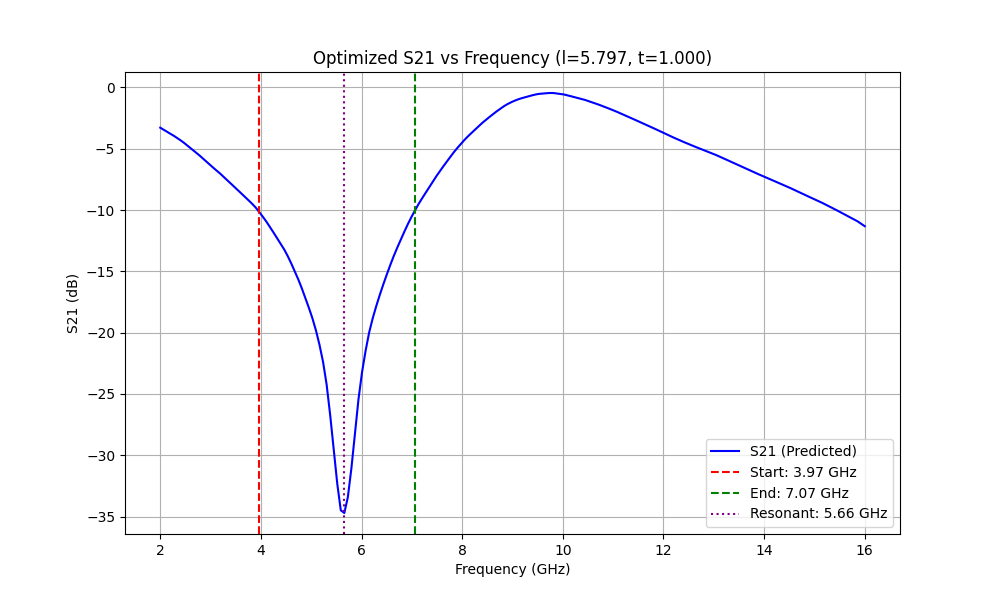 Optimized S21 vs Frequency (l=5.797, t=1.000)
S21 (dB)
0
−5
−10
−15
−20
−25
−30
−35
2 4 6 8 10 12 14 16
Frequency (GHz)
S21 (Predicted)
Start: 3.97 GHz
End: 7.07 GHz
Resonant: 5.66 GHz